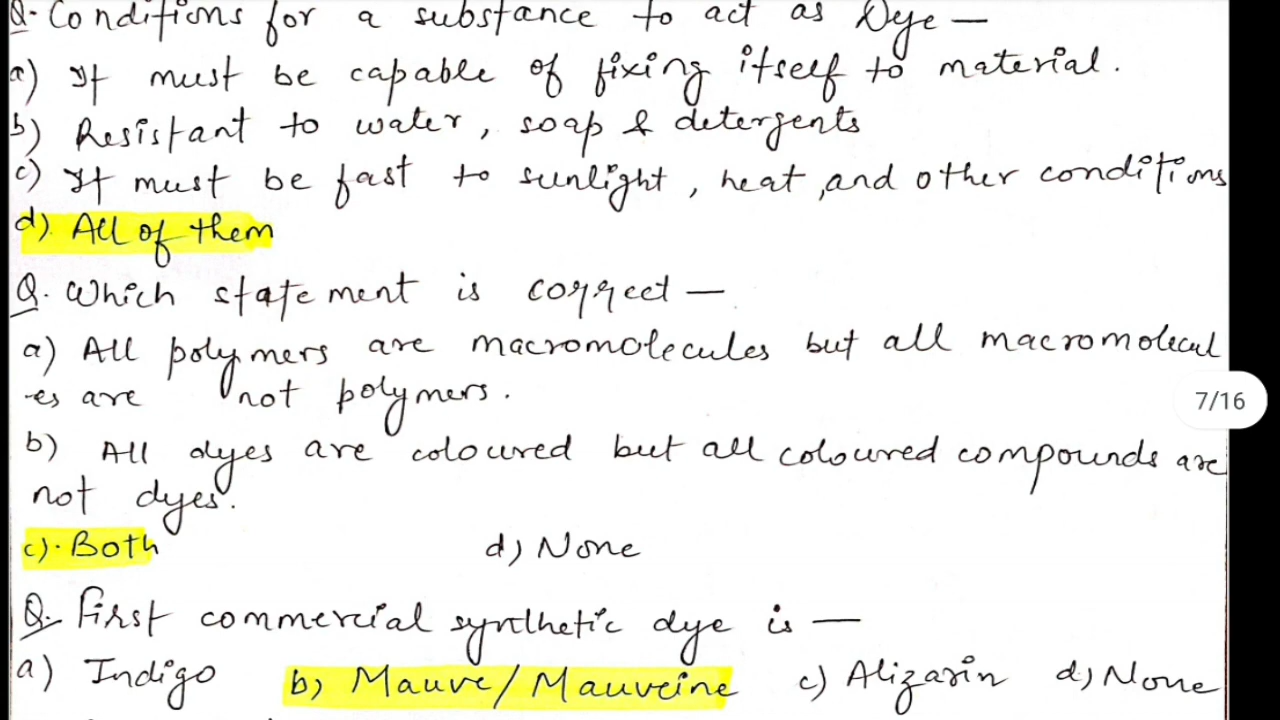 Q. Conditions for a substance to act as Dye —
a) It must be capable of fixing itself to material.
b) Resistant to water, soap & detergents
c) It must be fast to sunlight, heat, and other conditions
d). All of them
Q. Which statement is correct —
a) All polymers are macromolecules but all macromolecul
-es are not polymers.
b) All dyes are coloured but all coloured compounds are
not dyes.
c). Both d) None
Q. First commercial synthetic dye is —
a) Indigo b) Mauve/Mauveine c) Alizarin d) None
7/16